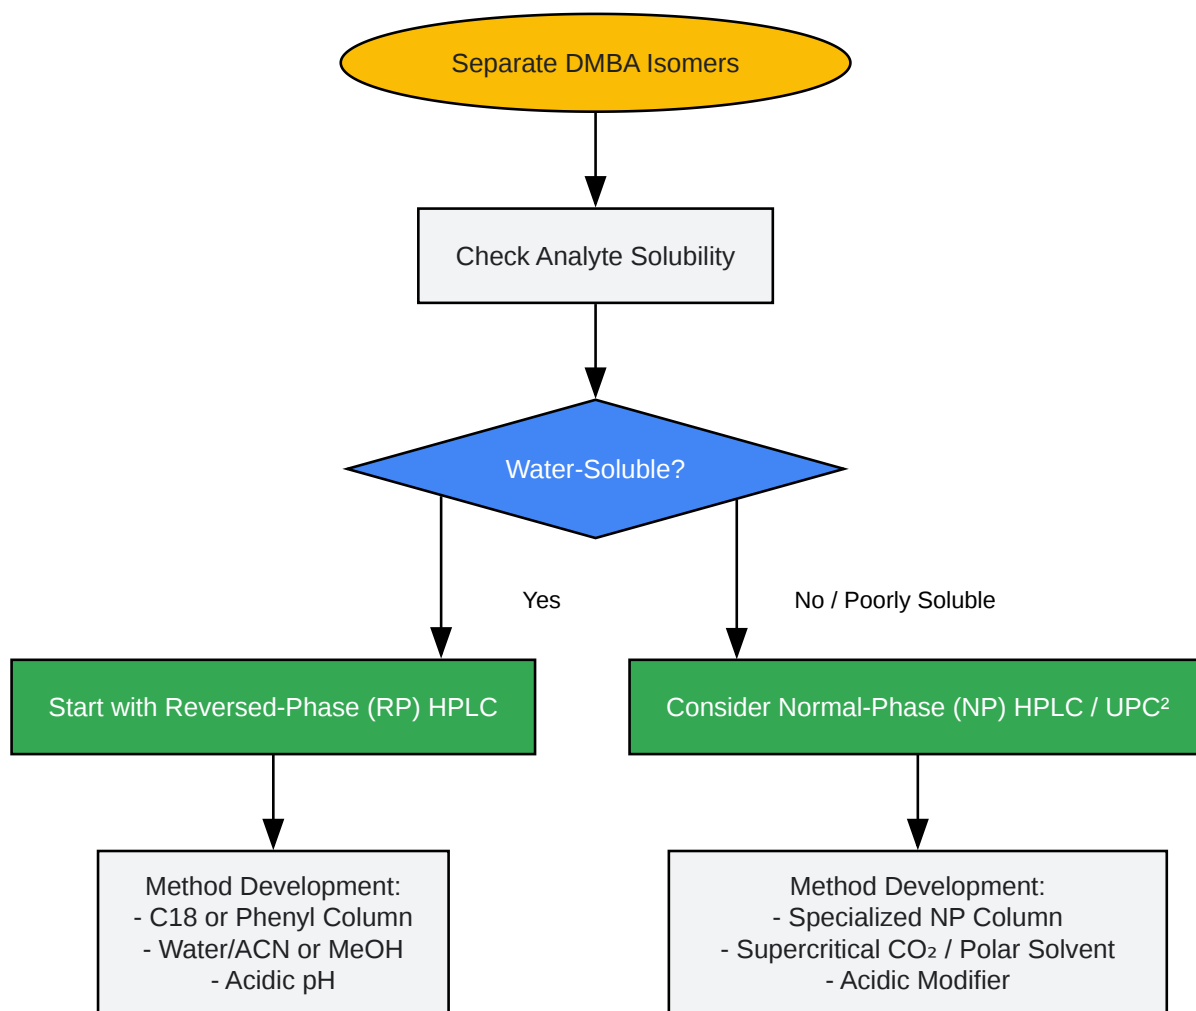 Separate DMBA Isomers
Check Analyte Solubility
Water-Soluble?
Yes
No / Poorly Soluble
Start with Reversed-Phase (RP) HPLC
Consider Normal-Phase (NP) HPLC / UPC²
Method Development:
- C18 or Phenyl Column
- Water/ACN or MeOH
- Acidic pH
Method Development:
- Specialized NP Column
- Supercritical CO₂ / Polar Solvent
- Acidic Modifier